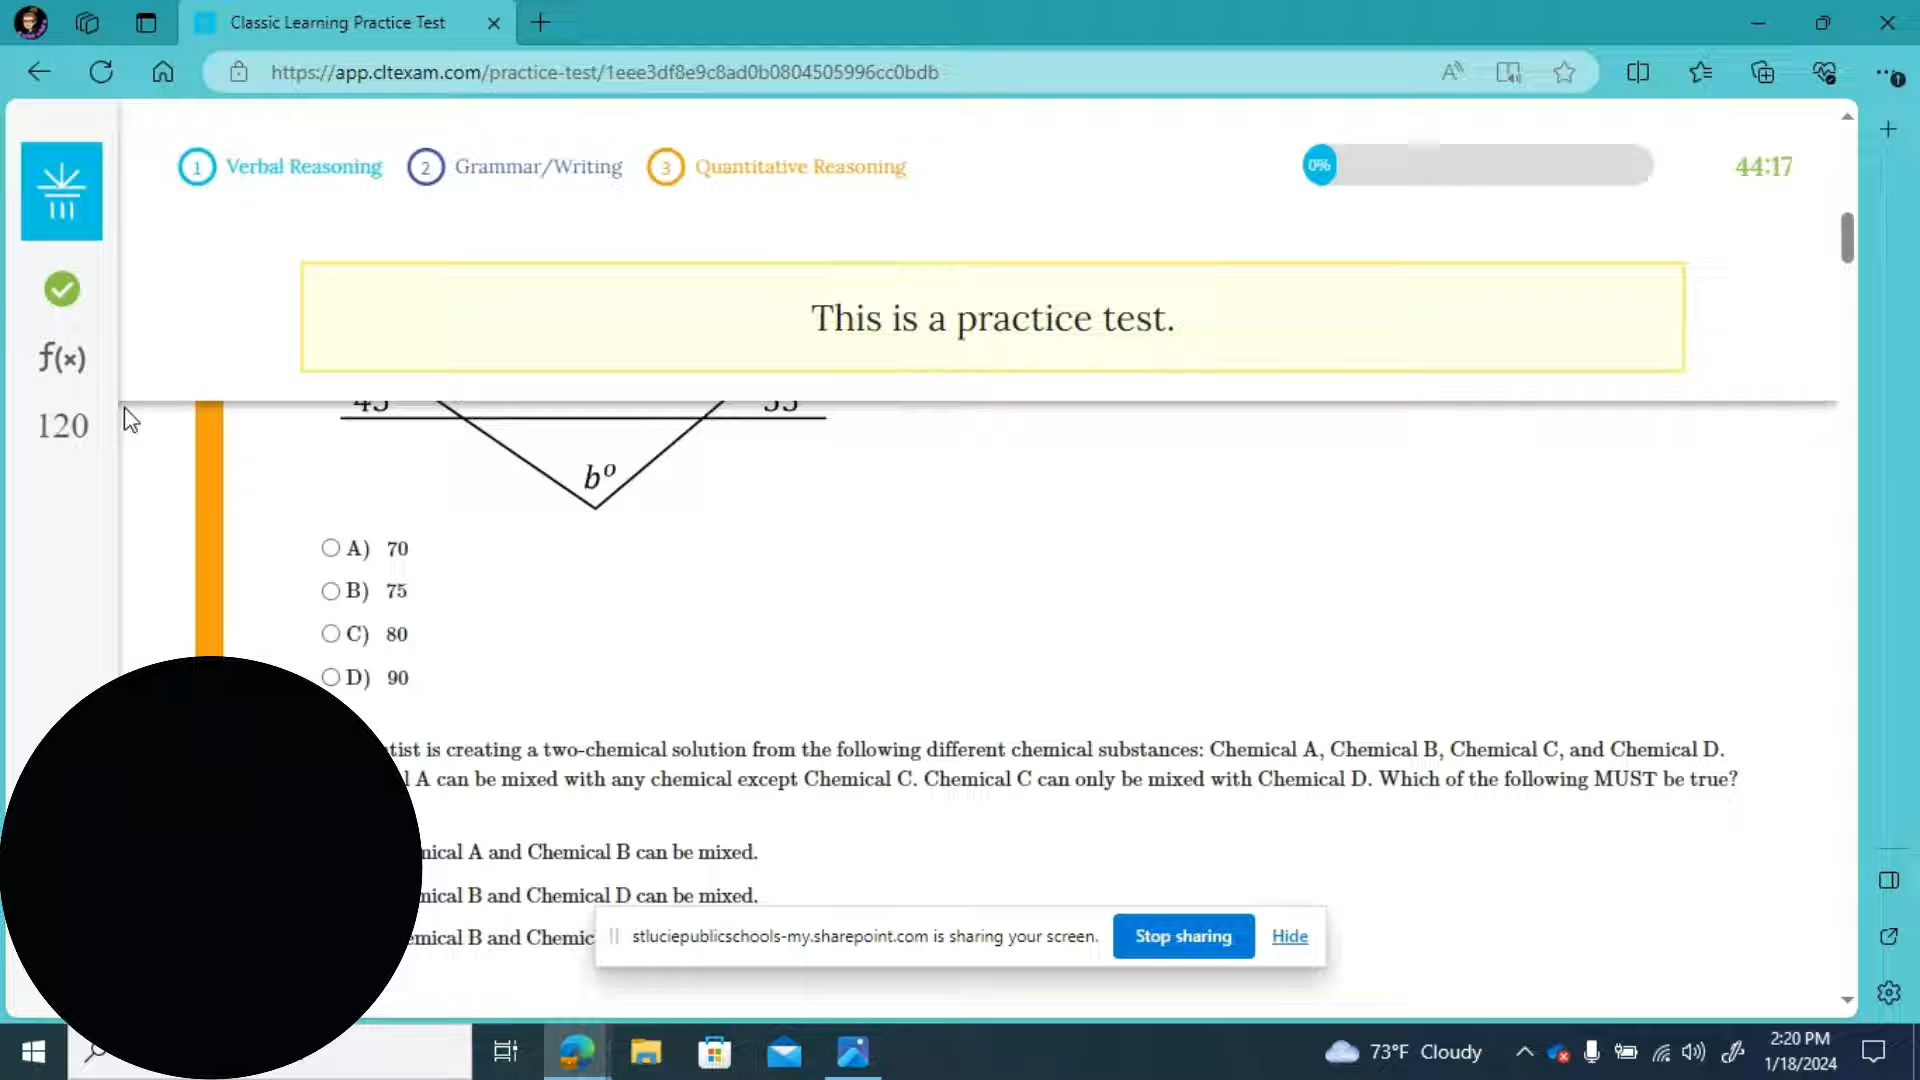 Classic Learning Practice Test
https://app.cltexam.com/practice-test/1eee3df8e9c8ad0b0804505996cc0bdb
1 Verbal Reasoning 2 Grammar/Writing 3 Quantitative Reasoning 0% 44:17
This is a practice test.
f(x)
120
b°
A) 70
B) 75
C) 80
D) 90
is creating a two-chemical solution from the following different chemical substances: Chemical A, Chemical B, Chemical C, and Chemical D.
A can be mixed with any chemical except Chemical C. Chemical C can only be mixed with Chemical D. Which of the following MUST be true?
A and Chemical B can be mixed.
B and Chemical D can be mixed.
B and
stluciepublicschools-my.sharepoint.com is sharing your screen. Stop sharing Hide
73°F Cloudy
2:20 PM
1/18/2024